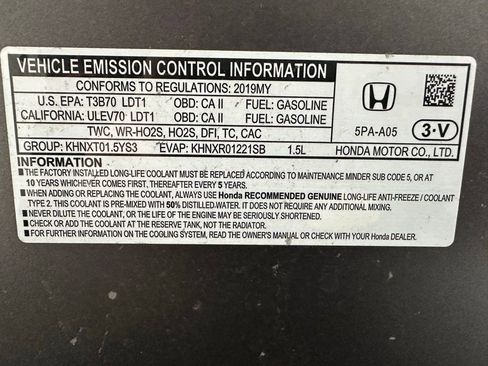 VEHICLE EMISSION CONTROL INFORMATION
CONFORMS TO REGULATIONS: 2019MY
U.S. EPA: T3B70 LDT1 OBD: CA II FUEL: GASOLINE
CALIFORNIA: ULEV70 LDT1 OBD: CA II FUEL: GASOLINE
TWC, WR-HO2S, HO2S, DFI, TC, CAC
GROUP: KHNXT01.5YS3 EVAP: KHNXR01221SB 1.5L
HONDA
5PA-A05
3·V
HONDA MOTOR CO., LTD.
INFORMATION
■ THE FACTORY INSTALLED LONG-LIFE COOLANT MUST BE REPLACED ACCORDING TO MAINTENANCE MINDER SUB CODE 5, OR AT
10 YEARS WHICHEVER COMES FIRST, THEREAFTER EVERY 5 YEARS.
■ WHEN ADDING OR REPLACING THE COOLANT, ALWAYS USE Honda RECOMMENDED GENUINE LONG-LIFE ANTI-FREEZE / COOLANT
TYPE 2. THIS COOLANT IS PRE-MIXED WITH 50% DISTILLED WATER. IT DOES NOT REQUIRE ANY ADDITIONAL MIXING.
■ NEVER ADD WATER, OR THE LIFE OF THE ENGINE MAY BE SERIOUSLY SHORTENED.
■ CHECK OR ADD THE COOLANT AT THE RESERVE TANK, NOT THE RADIATOR.
■ FOR FURTHER INFORMATION ON THE COOLING SYSTEM, READ THE OWNER'S MANUAL OR CHECK WITH YOUR Honda DEALER.